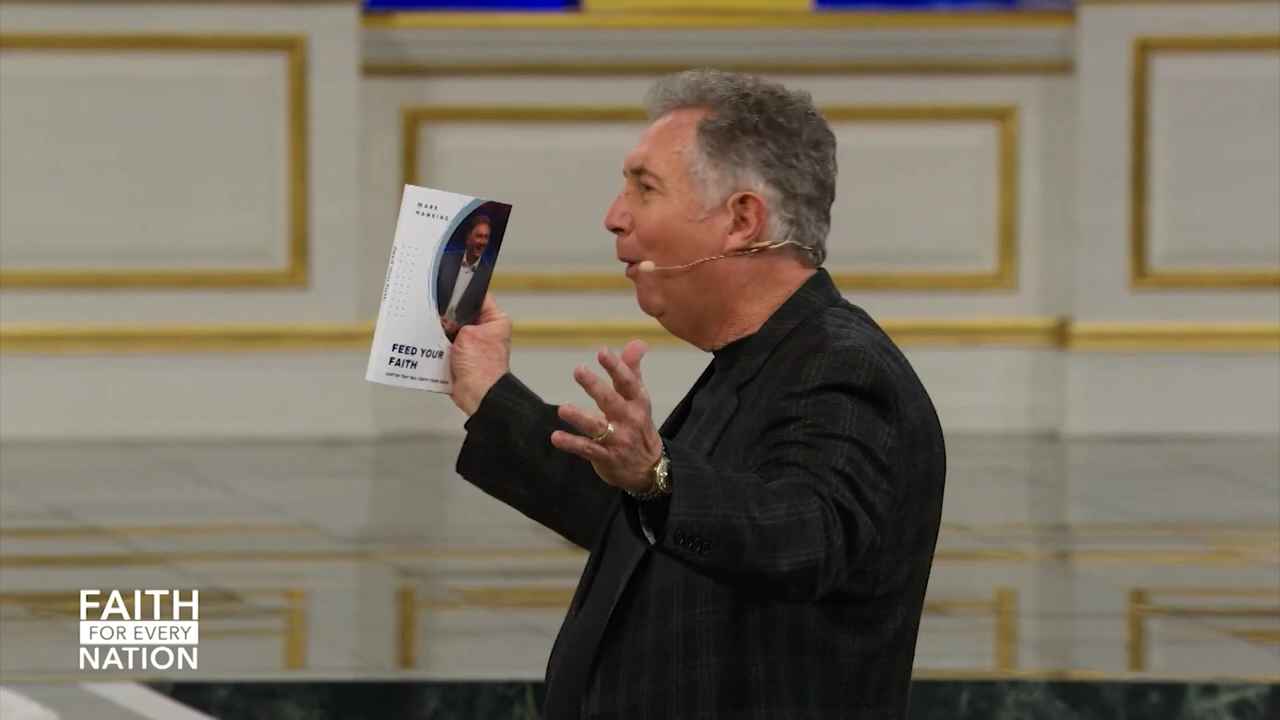 MARK
HANKINS
FEED YOUR
FAITH
FAITH
FOR EVERY
NATION